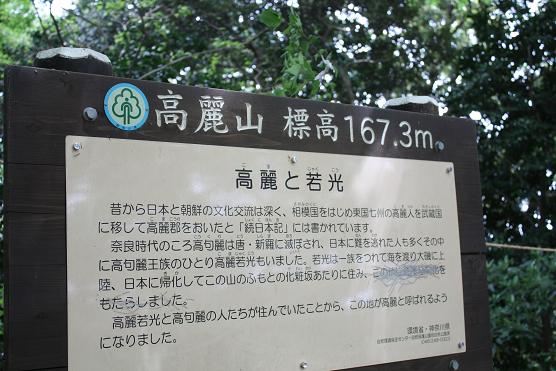 高麗山 標高167.3m
高麗と若光
昔から日本と朝鮮の文化交流は深く、相模国をはじめ東国七州の高麗人を武蔵国
に移して高麗郡をおいたと「続日本記」には書かれています。
奈良時代のころ高句麗は唐・新羅に滅ぼされ、日本に難を逃れた人も多くその中
に高句麗王族のひとり高麗若光もいました。若光は一族をつれて海を渡り大磯に上
陸、日本に帰化してこの山のふもとの化粧坂あたりに住み、この地
を
もたらしました。
高麗若光と高句麗の人たちが住んでいたことから、この地が高麗と呼ばれるよう
になりました。
環境省・神奈川県